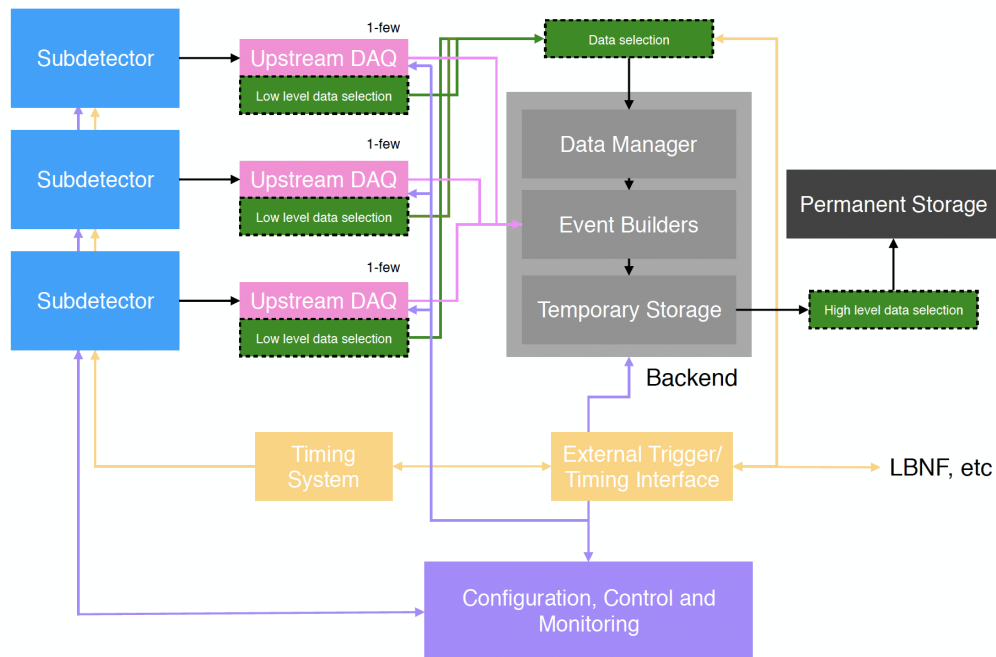 1-few
Subdetector
Upstream DAQ
Low level data selection
Data selection
1-few
Subdetector
Upstream DAQ
Low level data selection
Data Manager
Event Builders
Permanent Storage
1-few
Subdetector
Upstream DAQ
Low level data selection
Temporary Storage
High level data selection
Backend
Timing
System
External Trigger/
Timing Interface
LBNF, etc
Configuration, Control and
Monitoring